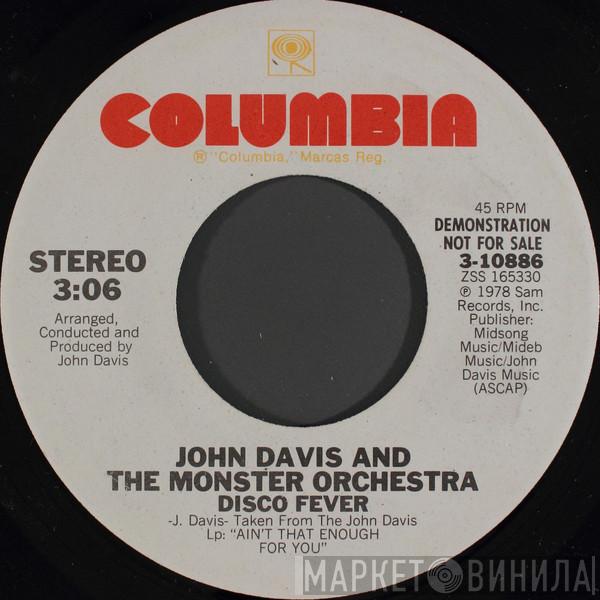 COLUMBIA
® "Columbia," Marcas Reg.
STEREO
3:06
Arranged,
Conducted and
Produced by
John Davis
45 RPM
DEMONSTRATION
NOT FOR SALE
3-10886
ZSS 165330
℗ 1978 Sam
Records, Inc.
Publisher:
Midsong
Music/Mideb
Music/John
Davis Music
(ASCAP)
JOHN DAVIS AND
THE MONSTER ORCHESTRA
DISCO FEVER
-J. Davis- Taken From The John Davis
Lp: "AIN'T THAT ENOUGH
FOR YOU"
МАРКЕТ ВИНИЛА